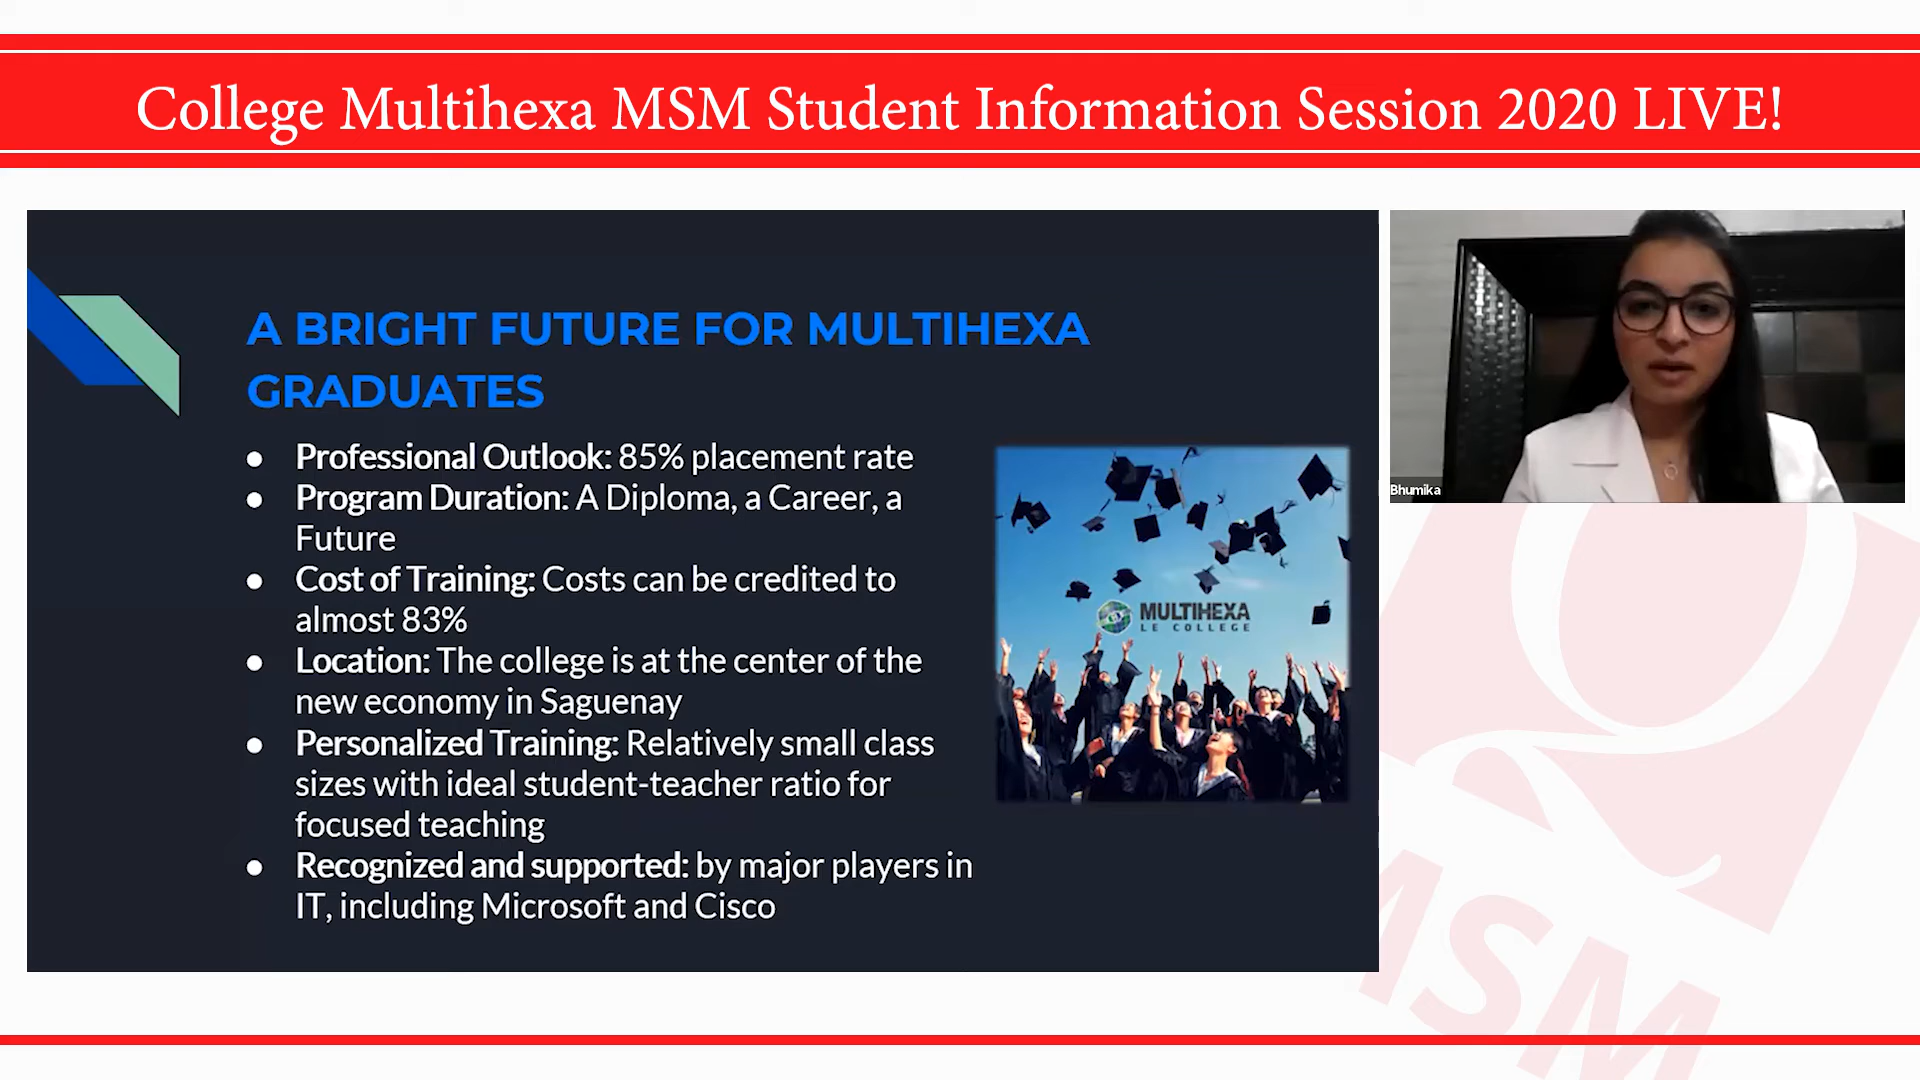 College Multihexa MSM Student Information Session 2020 LIVE!
A BRIGHT FUTURE FOR MULTIHEXA
GRADUATES
● Professional Outlook: 85% placement rate
● Program Duration: A Diploma, a Career, a
Future
● Cost of Training: Costs can be credited to
almost 83%
● Location: The college is at the center of the
new economy in Saguenay
● Personalized Training: Relatively small class
sizes with ideal student-teacher ratio for
focused teaching
● Recognized and supported: by major players in
IT, including Microsoft and Cisco
MULTIHEXA
LE COLLEGE
Bhumika
MSM